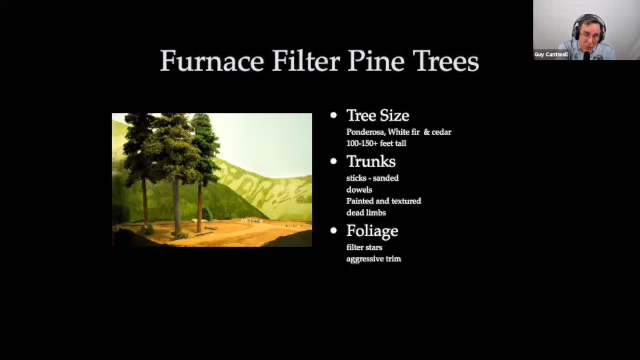 Guy Cantwell
Furnace Filter Pine Trees
Tree Size
Ponderosa, White fir & cedar
100-150+ feet tall
Trunks
sticks - sanded
dowels
Painted and textured
dead limbs
Foliage
filter stars
aggressive trim